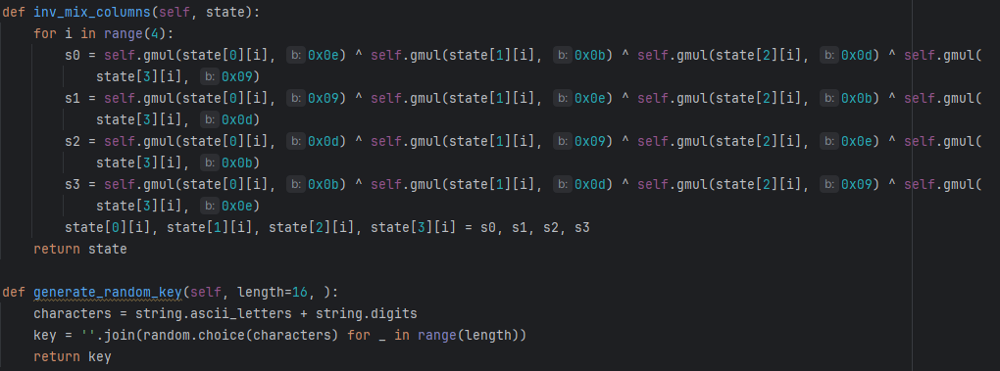 def inv_mix_columns(self, state):
    for i in range(4):
        s0 = self.gmul(state[0][i], b: 0x0e) ^ self.gmul(state[1][i], b: 0x0b) ^ self.gmul(state[2][i], b: 0x0d) ^ self.gmul(
            state[3][i], b: 0x09)
        s1 = self.gmul(state[0][i], b: 0x09) ^ self.gmul(state[1][i], b: 0x0e) ^ self.gmul(state[2][i], b: 0x0b) ^ self.gmul(
            state[3][i], b: 0x0d)
        s2 = self.gmul(state[0][i], b: 0x0d) ^ self.gmul(state[1][i], b: 0x09) ^ self.gmul(state[2][i], b: 0x0e) ^ self.gmul(
            state[3][i], b: 0x0b)
        s3 = self.gmul(state[0][i], b: 0x0b) ^ self.gmul(state[1][i], b: 0x0d) ^ self.gmul(state[2][i], b: 0x09) ^ self.gmul(
            state[3][i], b: 0x0e)
        state[0][i], state[1][i], state[2][i], state[3][i] = s0, s1, s2, s3
    return state
def generate_random_key(self, length=16, ):
    characters = string.ascii_letters + string.digits
    key = ''.join(random.choice(characters) for _ in range(length))
    return key